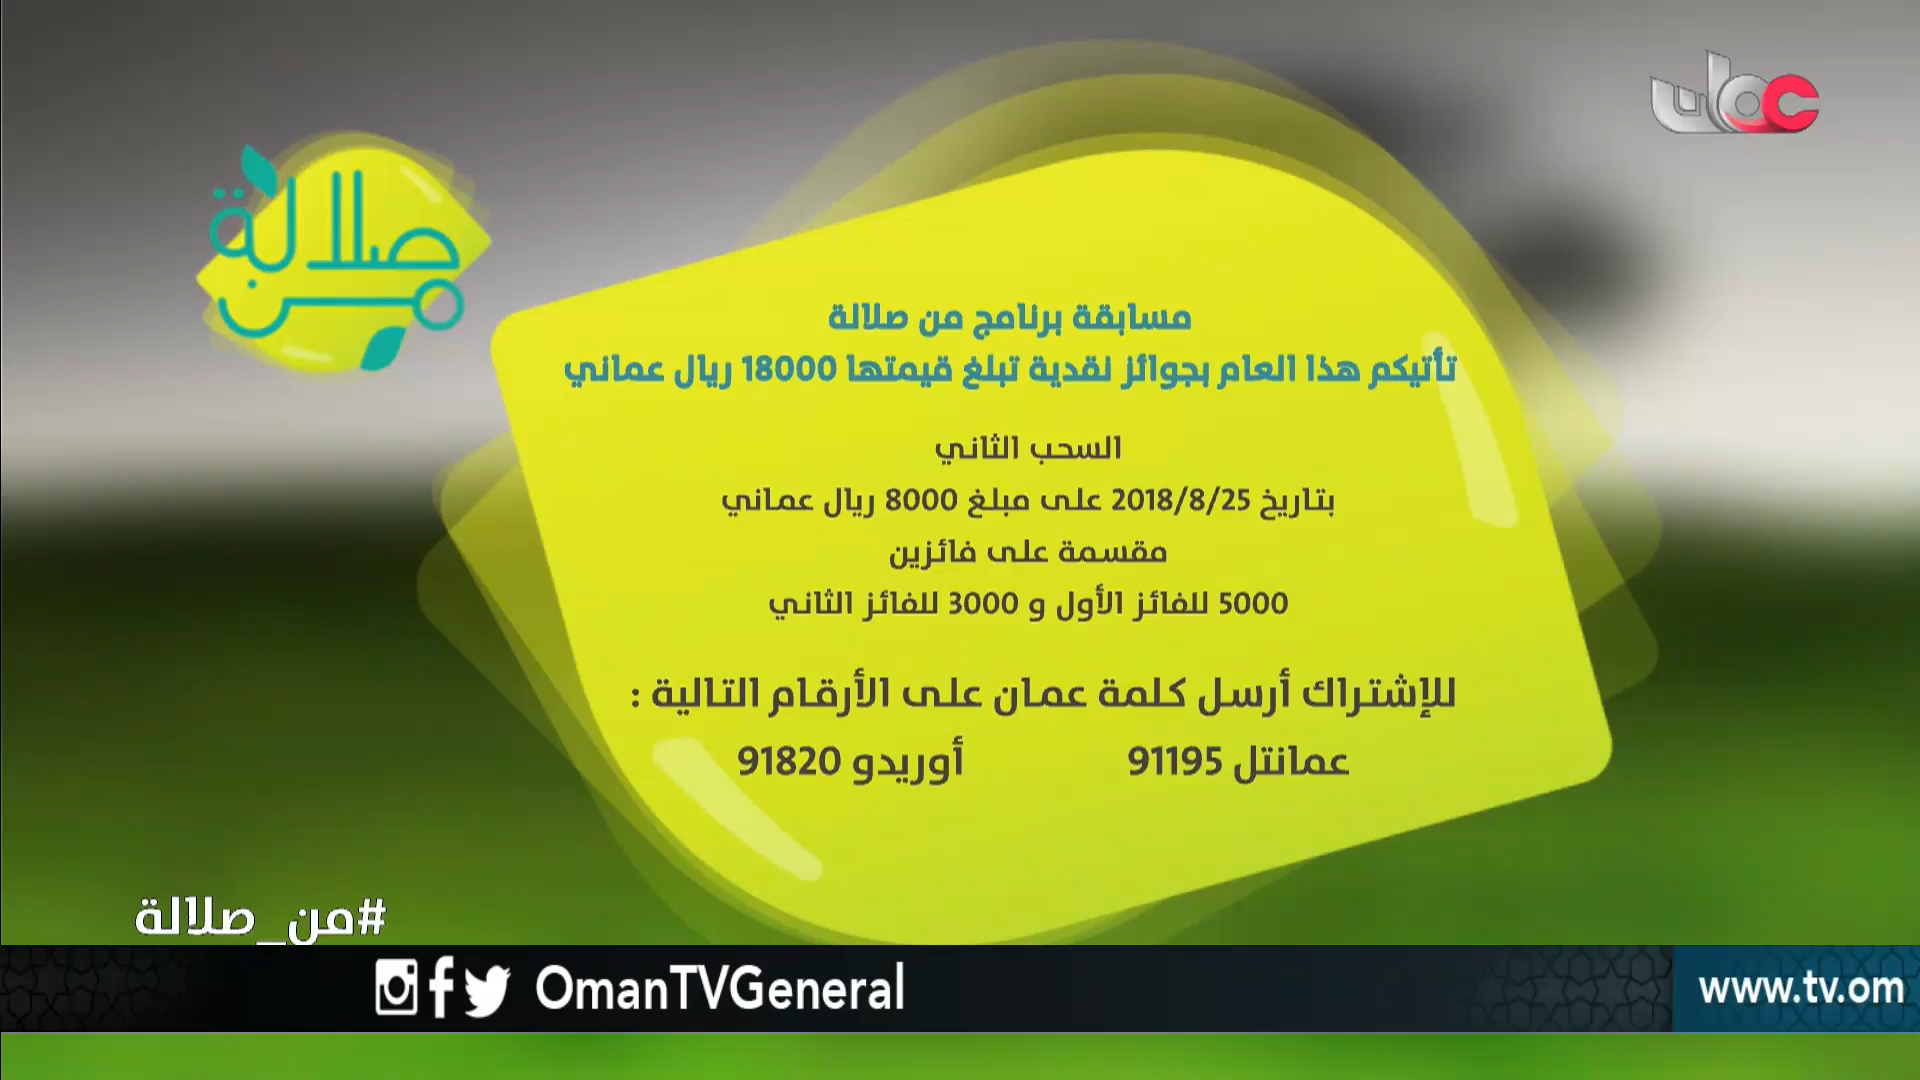 عمان
صلالة
من
مسابقة برنامج من صلالة
تأتيكم هذا العام بجوائز نقدية تبلغ قيمتها 18000 ريال عماني
السحب الثاني
بتاريخ 2018/8/25 على مبلغ 8000 ريال عماني
مقسمة على فائزين
5000 للفائز الأول و 3000 للفائز الثاني
للإشتراك أرسل كلمة عمان على الأرقام التالية :
عمانتل 91195 أوريدو 91820
#من_صلالة
OmanTVGeneral
www.tv.om